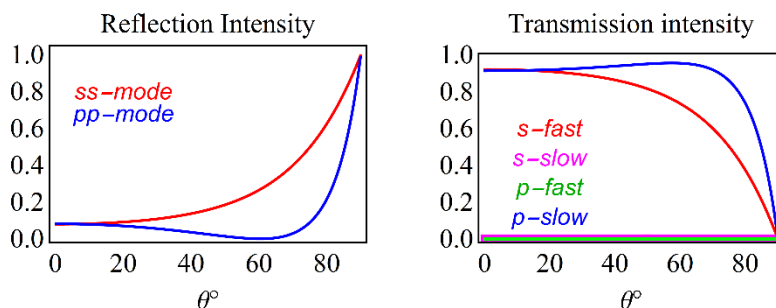 Reflection Intensity
1.0
0.8
0.6
0.4
0.2
0.0
ss-mode
pp-mode
0 20 40 60 80
θ°
Transmission intensity
1.0
0.8
0.6
0.4
0.2
0.0
s-fast
s-slow
p-fast
p-slow
0 20 40 60 80
θ°